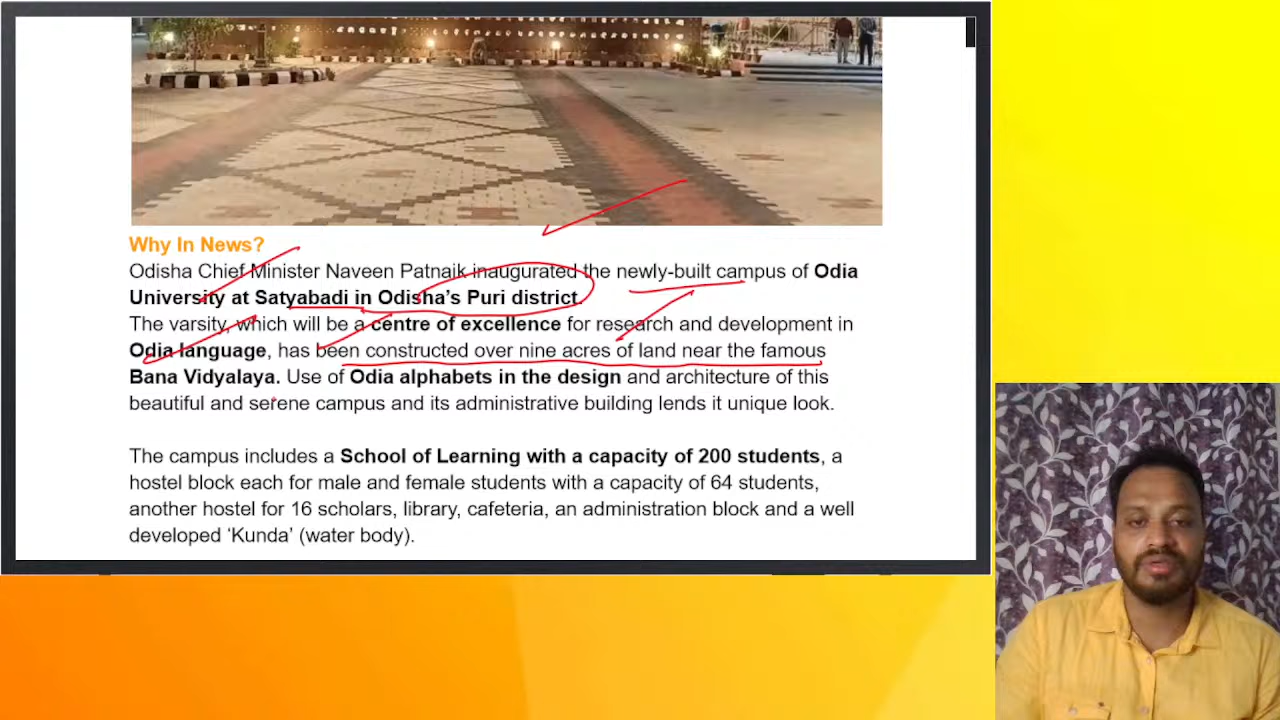 Why In News?
Odisha Chief Minister Naveen Patnaik inaugurated the newly-built campus of Odia
University at Satyabadi in Odisha's Puri district.
The varsity, which will be a centre of excellence for research and development in
Odia language, has been constructed over nine acres of land near the famous
Bana Vidyalaya. Use of Odia alphabets in the design and architecture of this
beautiful and serene campus and its administrative building lends it unique look.
The campus includes a School of Learning with a capacity of 200 students, a
hostel block each for male and female students with a capacity of 64 students,
another hostel for 16 scholars, library, cafeteria, an administration block and a well
developed ‘Kunda’ (water body).